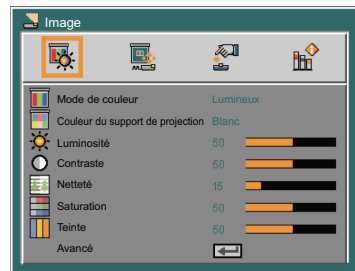 Image
Mode de couleur Lumineux
Couleur du support de projection Blanc
Luminosité 50
Contraste 50
Netteté 15
Saturation 50
Teinte 50
Avancé